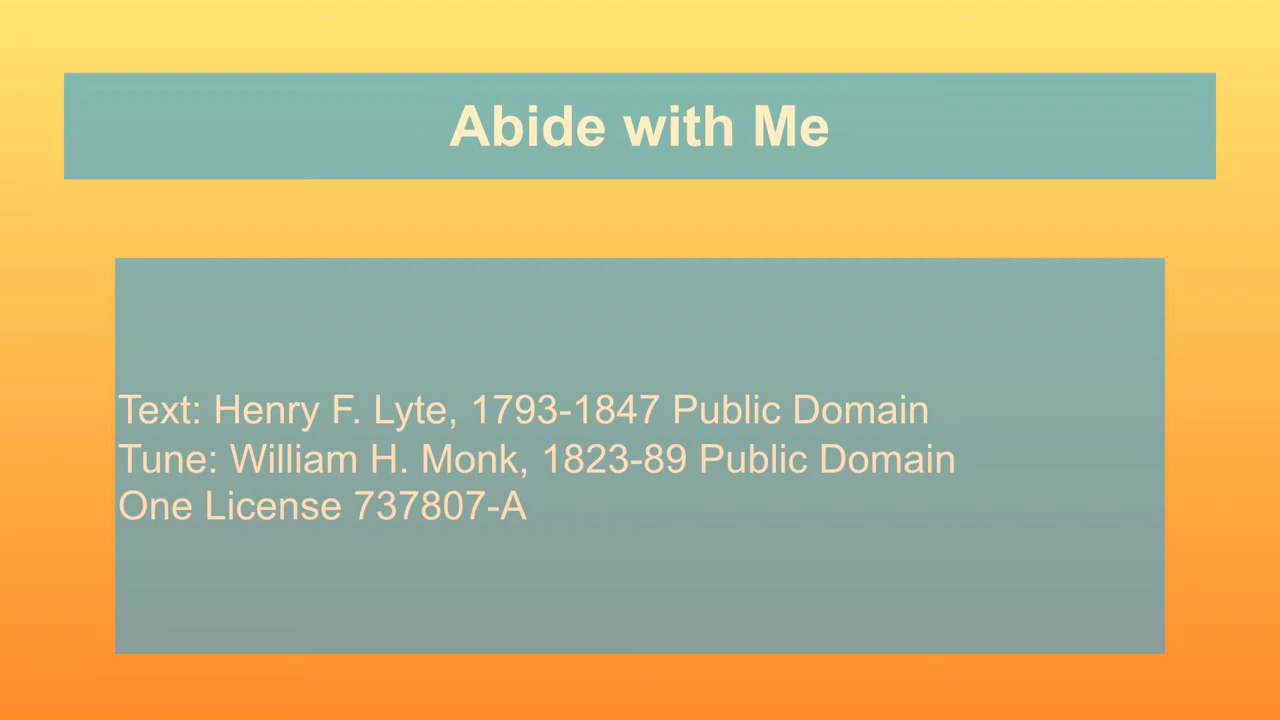 Abide with Me
Text: Henry F. Lyte, 1793-1847 Public Domain
Tune: William H. Monk, 1823-89 Public Domain
One License 737807-A